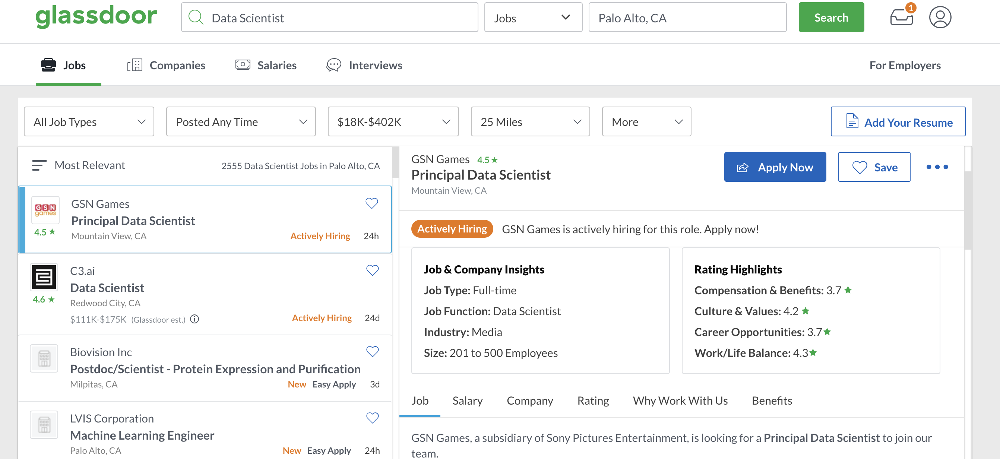 glassdoor
Data Scientist
Jobs
Palo Alto, CA
Search
1
Jobs
Companies
Salaries
Interviews
For Employers
All Job Types
Posted Any Time
$18K-$402K
25 Miles
More
Add Your Resume
Most Relevant
2555 Data Scientist Jobs in Palo Alto, CA
GSN
games
4.5 ★
GSN Games
Principal Data Scientist
Mountain View, CA
Actively Hiring 24h
4.6 ★
C3.ai
Data Scientist
Redwood City, CA
$111K-$175K (Glassdoor est.)
Actively Hiring 24d
Biovision Inc
Postdoc/Scientist - Protein Expression and Purification
Milpitas, CA
New Easy Apply 3d
LVIS Corporation
Machine Learning Engineer
Palo Alto, CA
New Easy Apply 24h
GSN Games 4.5 ★
Principal Data Scientist
Mountain View, CA
Apply Now
Save
Actively Hiring GSN Games is actively hiring for this role. Apply now!
Job & Company Insights
Job Type: Full-time
Job Function: Data Scientist
Industry: Media
Size: 201 to 500 Employees
Rating Highlights
Compensation & Benefits: 3.7 ★
Culture & Values: 4.2 ★
Career Opportunities: 3.7★
Work/Life Balance: 4.3★
Job Salary Company Rating Why Work With Us Benefits
GSN Games, a subsidiary of Sony Pictures Entertainment, is looking for a Principal Data Scientist to join our
team.